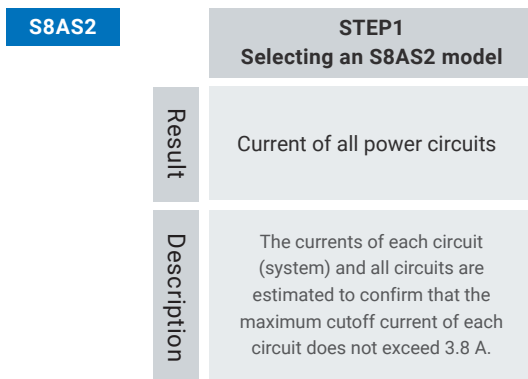 S8AS2
STEP1
Selecting an S8AS2 model
Result
Current of all power circuits
Description
The currents of each circuit
(system) and all circuits are
estimated to confirm that the
maximum cutoff current of each
circuit does not exceed 3.8 A.